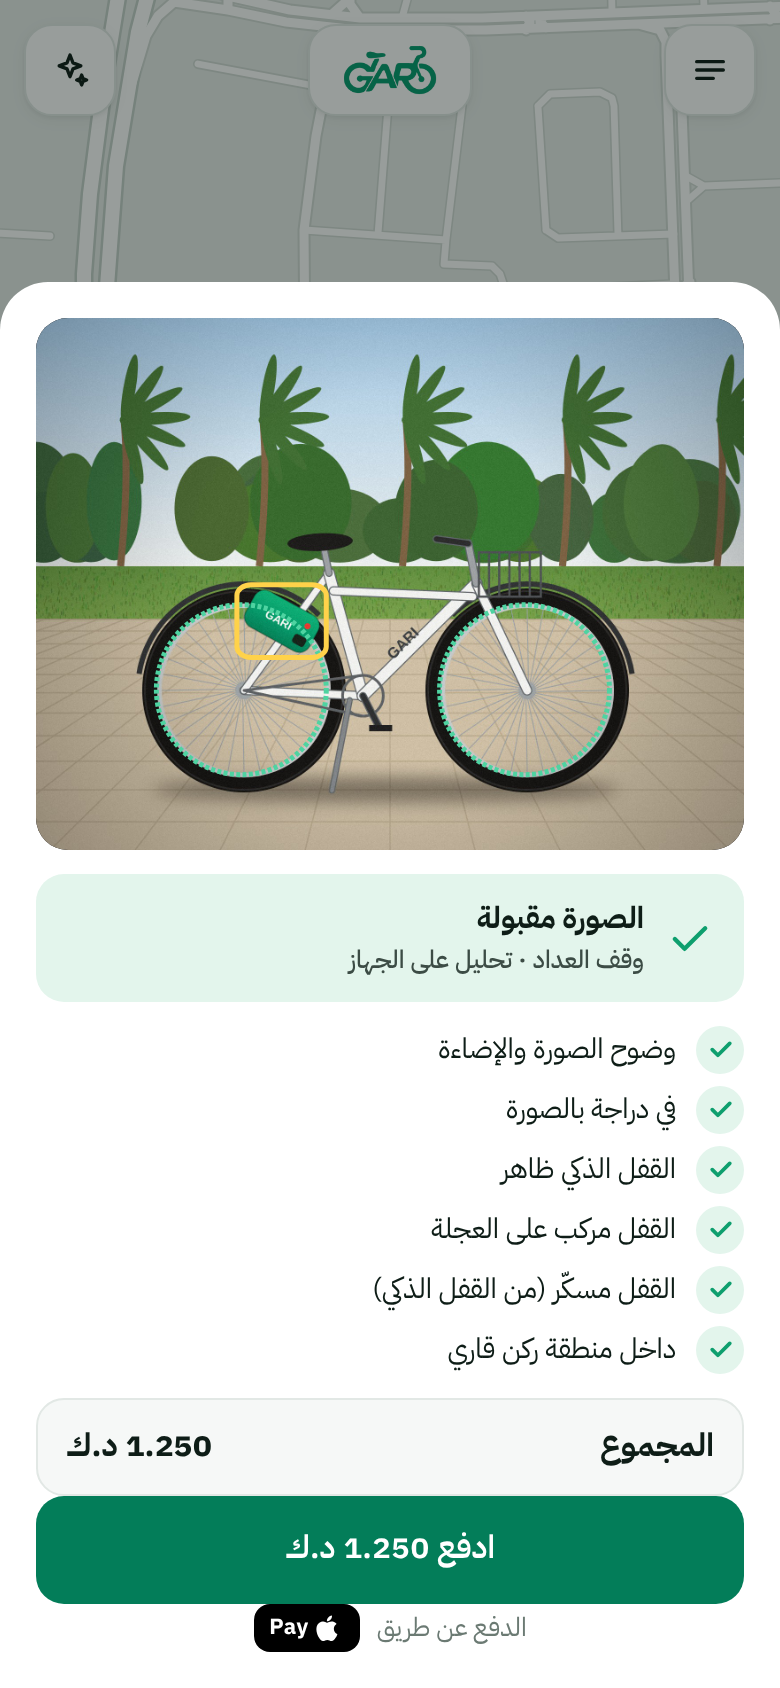 GARI
GARI
GARI
الصورة مقبولة
وقف العداد · تحليل على الجهاز
وضوح الصورة والإضاءة
في دراجة بالصورة
القفل الذكي ظاهر
القفل مركب على العجلة
القفل مسكّر (من القفل الذكي)
داخل منطقة ركن قاري
المجموع 1.250 د.ك
ادفع 1.250 د.ك
الدفع عن طريق Pay